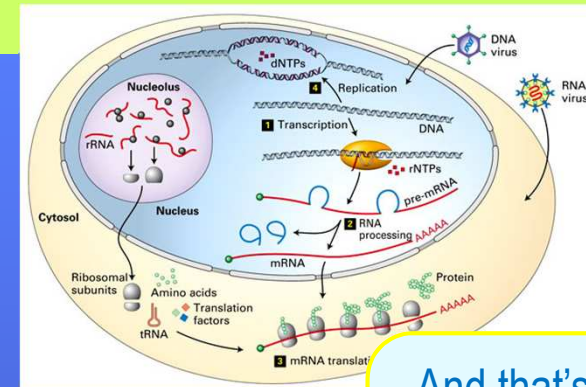 DNA
virus
RNA
virus
dNTPs
4 Replication
Nucleolus
rRNA
1 Transcription
DNA
rNTPs
pre-mRNA
2 RNA
processing
AAAAA
mRNA
Nucleus
Cytosol
Ribosomal
subunits
Amino acids
Translation
factors
tRNA
Protein
AAAAA
3 mRNA
And that's